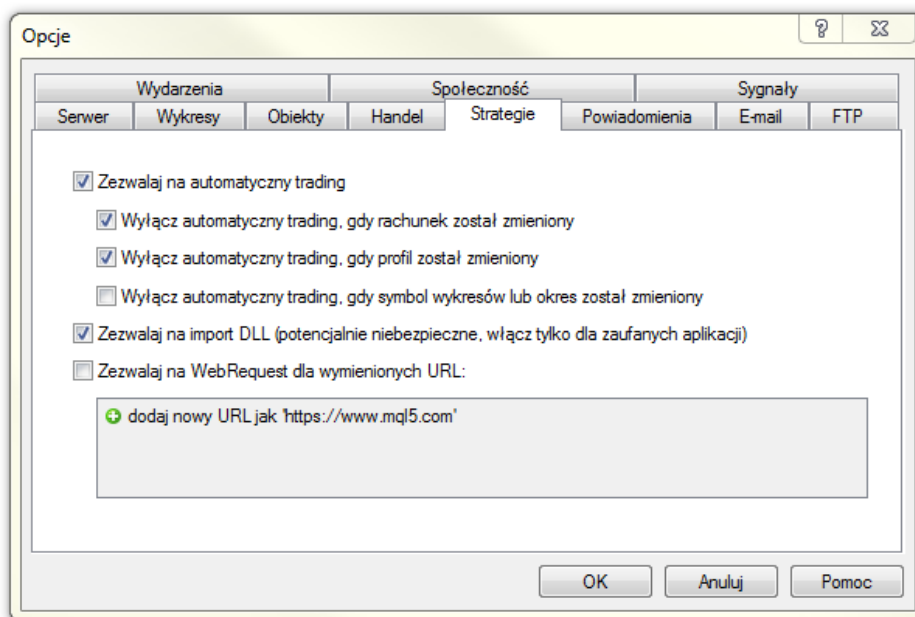 Opcje
Wydarzenia Społeczność Sygnały
Serwer Wykresy Obiekty Handel Strategie Powiadomienia E-mail FTP
Zezwalaj na automatyczny trading
Wyłącz automatyczny trading, gdy rachunek został zmieniony
Wyłącz automatyczny trading, gdy profil został zmieniony
Wyłącz automatyczny trading, gdy symbol wykresów lub okres został zmieniony
Zezwalaj na import DLL (potencjalnie niebezpieczne, włącz tylko dla zaufanych aplikacji)
Zezwalaj na WebRequest dla wymienionych URL:
dodaj nowy URL jak 'https://www.mql5.com'
OK Anuluj Pomoc